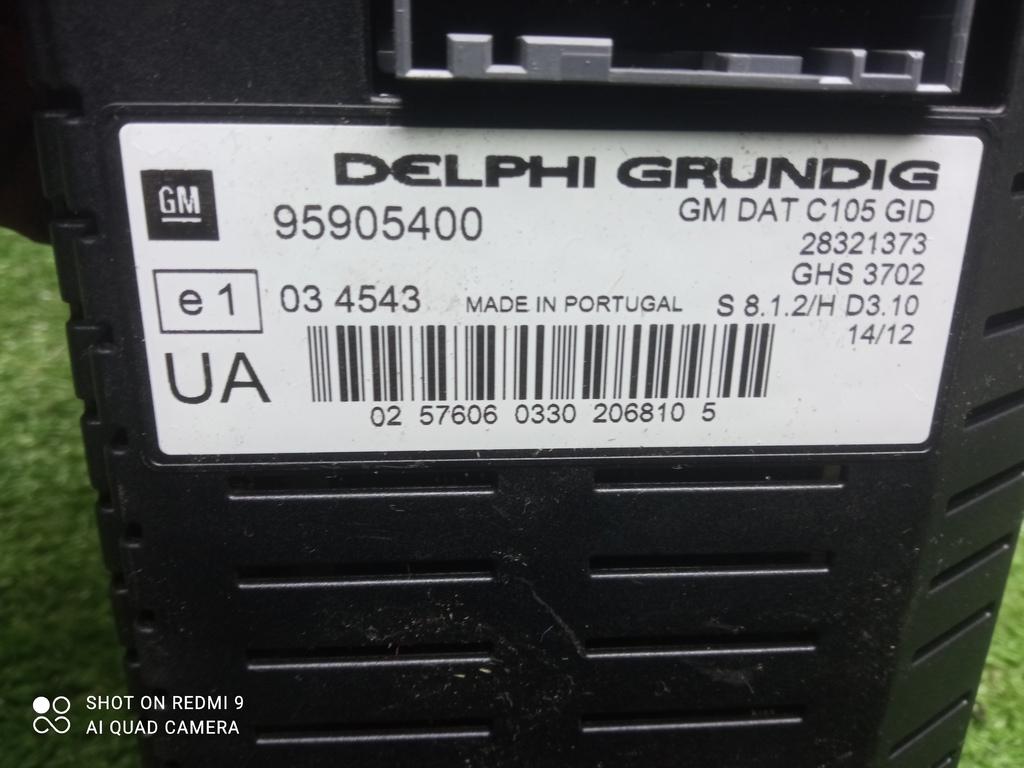 GM
DELPHI GRUNDIG
95905400
GM DAT C105 GID
28321373
GHS 3702
e 1
03 4543
MADE IN PORTUGAL
S 8.1.2/H D3.10
14/12
UA
02 57606 0330 206810 5
SHOT ON REDMI 9
AI QUAD CAMERA